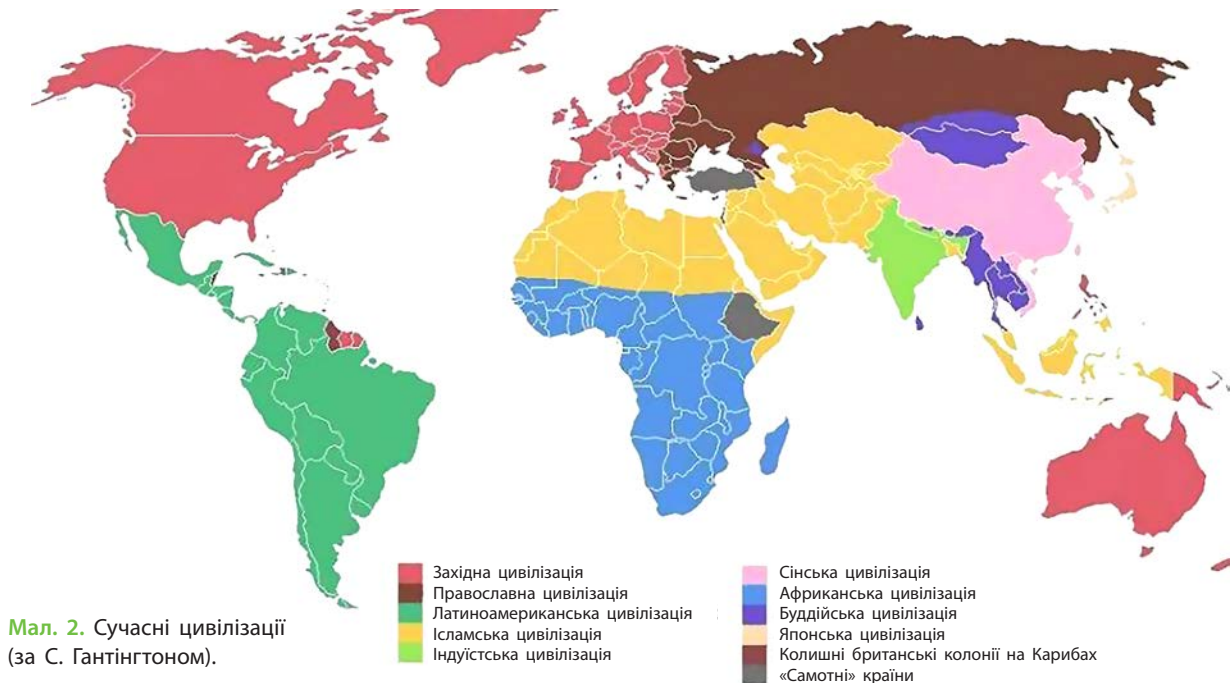 Західна цивілізація
Православна цивілізація
Латиноамериканська цивілізація
Ісламська цивілізація
Індуїстська цивілізація
Сінська цивілізація
Африканська цивілізація
Буддійська цивілізація
Японська цивілізація
Колишні британські колонії на Карибах
«Самотні» країни
Мал. 2. Сучасні цивілізації
(за С. Гантінгтоном).